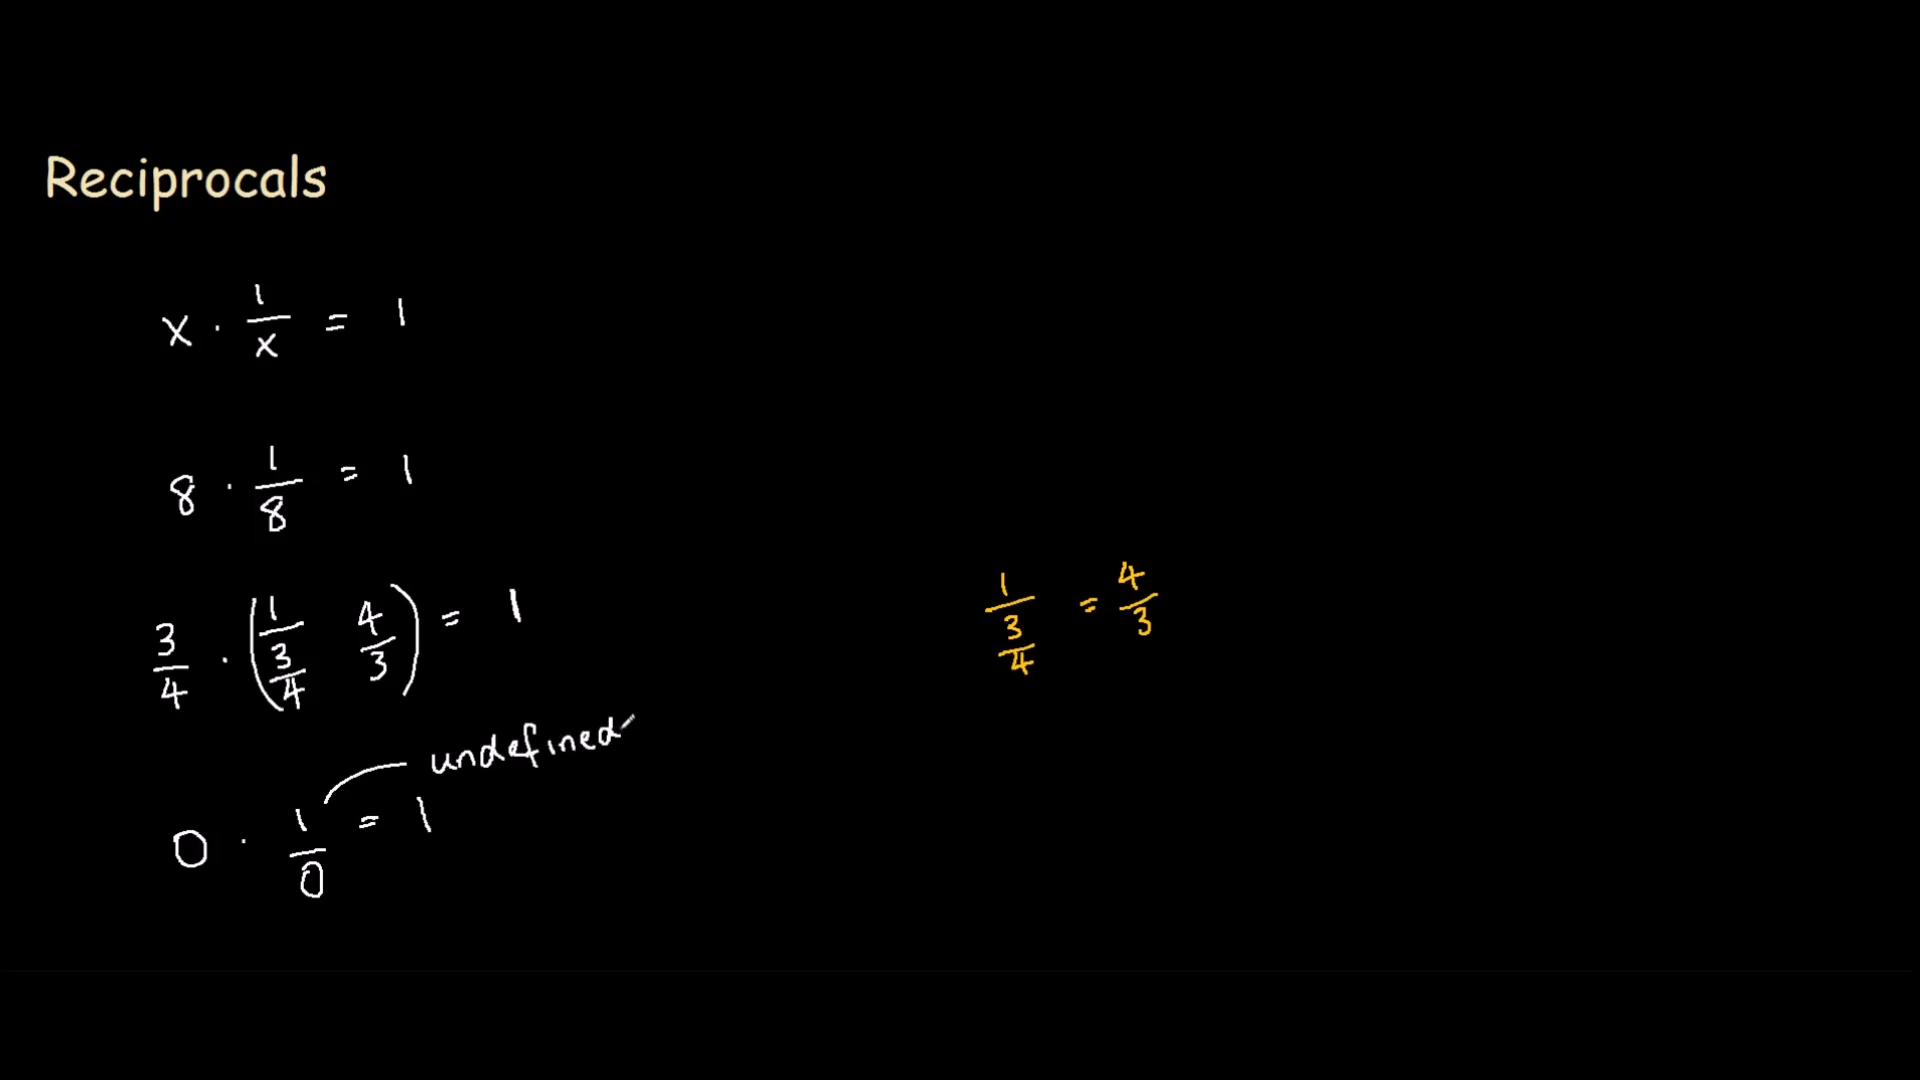 Reciprocals
x · 1/x = 1
8 · 1/8 = 1
3/4 · (1/(3/4) 4/3) = 1
1/(3/4) = 4/3
undefined
0 · 1/0 = 1